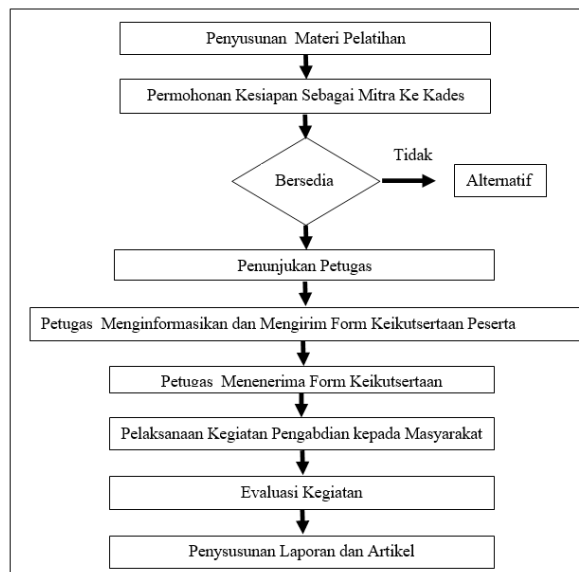 Penyusunan Materi Pelatihan
Permohonan Kesiapan Sebagai Mitra Ke Kades
Tidak
Bersedia
Alternatif
Penunjukan Petugas
Petugas Menginformasikan dan Mengirim Form Keikutsertaan Peserta
Petugas Menenerima Form Keikutsertaan
Pelaksanaan Kegiatan Pengabdian kepada Masyarakat
Evaluasi Kegiatan
Penysusunan Laporan dan Artikel